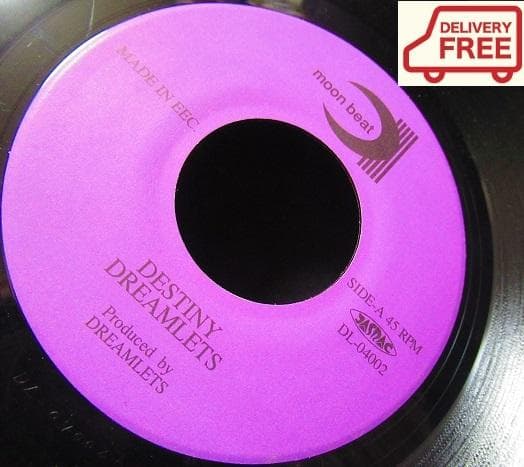 DELIVERY
FREE
MADE IN EEC.
moon beat
DESTINY
DREAMLETS
Produced by
DREAMLETS
SIDE-A 45 RPM
JASRAC
DL-04002